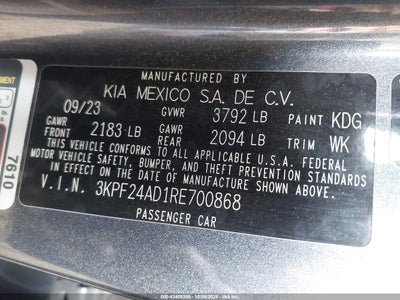 MANUFACTURED BY
KIA MEXICO S.A. DE C.V.
09/23 GVWR 3792 LB PAINT KDG
GAWR FRONT 2183 LB GAWR 2094 LB TRIM WK
THIS VEHICLE CONFORMS TO ALL APPLICABLE U.S.A. FEDERAL
MOTOR VEHICLE SAFETY, BUMPER, AND THEFT PREVENTION STANDARDS
IN EFFECT ON THE DATE OF MANUFACTURE SHOWN ABOVE.
V.I.N. 3KPF24AD1RE700868
PASSENGER CAR
7610